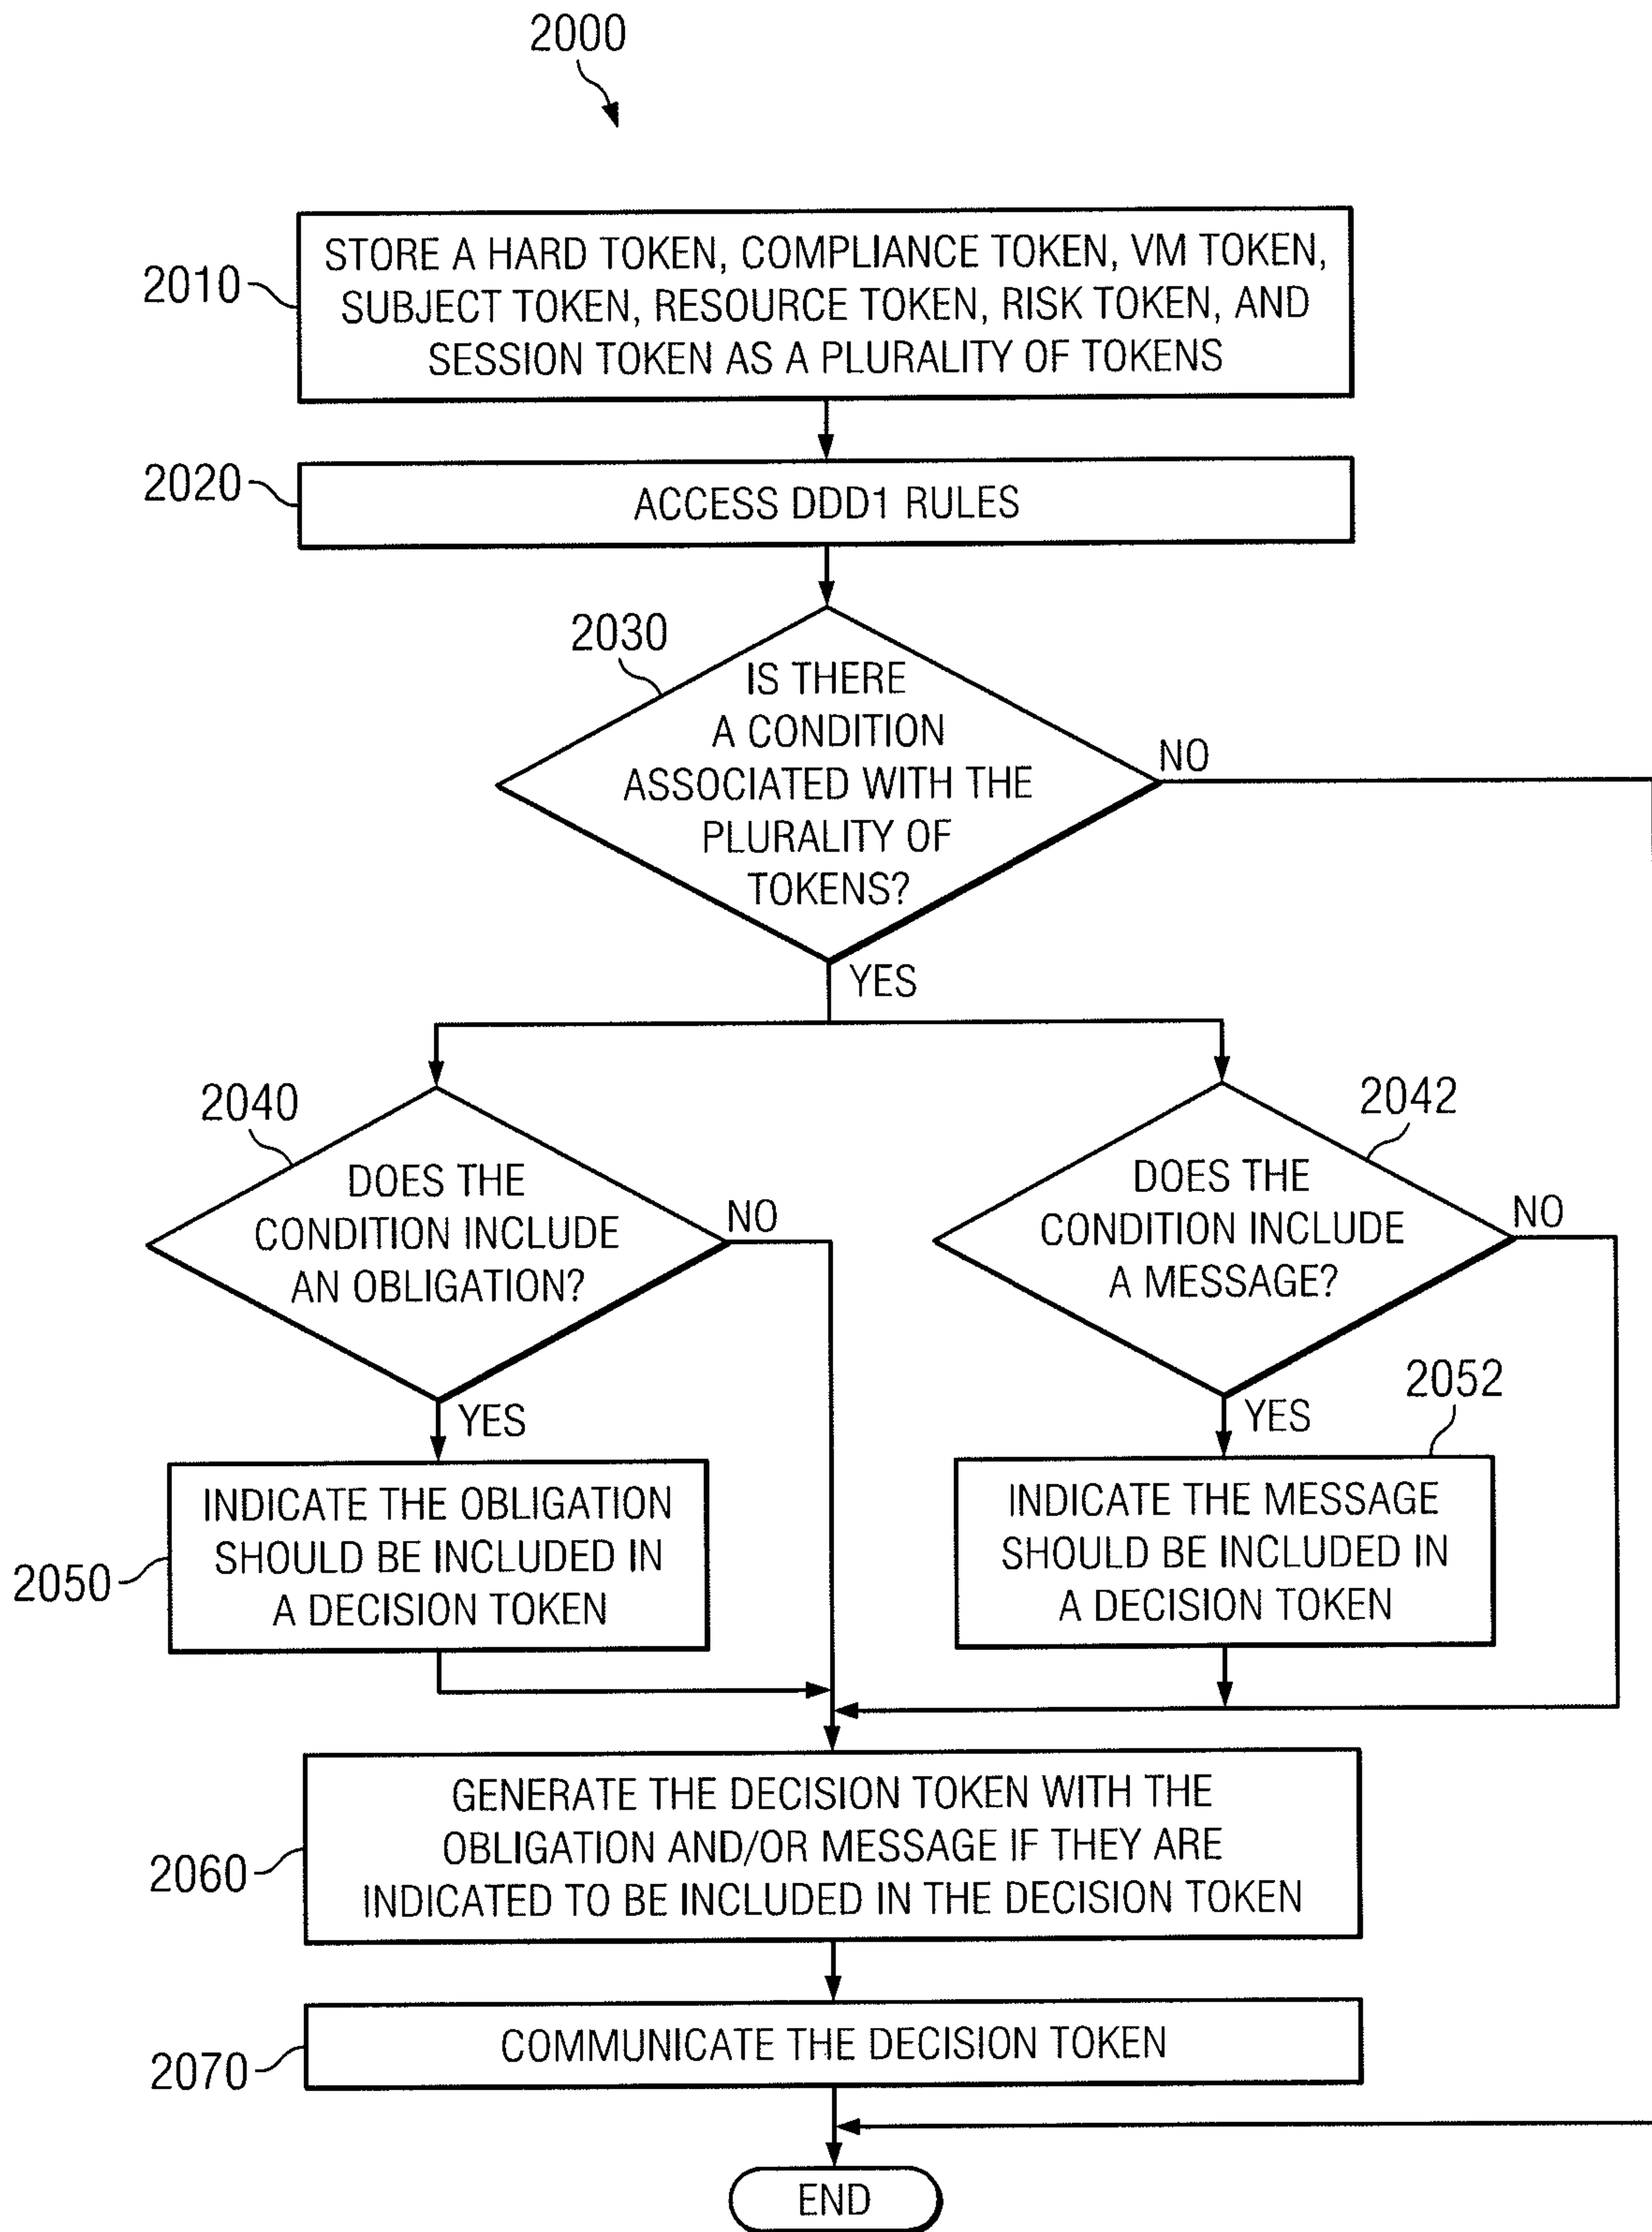 2000
2010
STORE A HARD TOKEN, COMPLIANCE TOKEN, VM TOKEN,
SUBJECT TOKEN, RESOURCE TOKEN, RISK TOKEN, AND
SESSION TOKEN AS A PLURALITY OF TOKENS
2020
ACCESS DDD1 RULES
2030
IS THERE
A CONDITION
ASSOCIATED WITH THE
PLURALITY OF
TOKENS?
NO
YES
2040
DOES THE
CONDITION INCLUDE
AN OBLIGATION?
NO
YES
2042
DOES THE
CONDITION INCLUDE
A MESSAGE?
NO
YES
2050
INDICATE THE OBLIGATION
SHOULD BE INCLUDED IN
A DECISION TOKEN
2052
INDICATE THE MESSAGE
SHOULD BE INCLUDED IN
A DECISION TOKEN
2060
GENERATE THE DECISION TOKEN WITH THE
OBLIGATION AND/OR MESSAGE IF THEY ARE
INDICATED TO BE INCLUDED IN THE DECISION TOKEN
2070
COMMUNICATE THE DECISION TOKEN
END